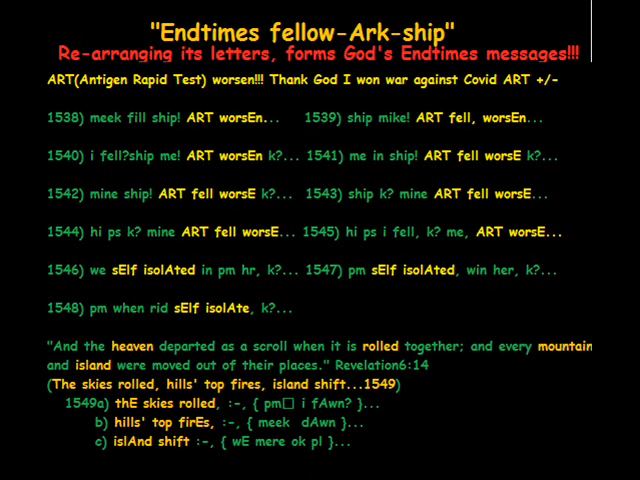 "Endtimes fellow-Ark-ship"
Re-arranging its letters, forms God's Endtimes messages!!!
ART(Antigen Rapid Test) worsen!!! Thank God I won war against Covid ART +/-
1538) meek fill ship! ART worsEn... 1539) ship mike! ART fell, worsEn...
1540) i fell?ship me! ART worsEn k?... 1541) me in ship! ART fell worsE k?...
1542) mine ship! ART fell worsE k?... 1543) ship k? mine ART fell worsE...
1544) hi ps k? mine ART fell worsE... 1545) hi ps i fell, k? me, ART worsE...
1546) we sElf isolAted in pm hr, k?... 1547) pm sElf isolAted, win her, k?...
1548) pm when rid sElf isolAte, k?...
"And the heaven departed as a scroll when it is rolled together; and every mountain
and island were moved out of their places." Revelation6:14
(The skies rolled, hills' top fires, island shift...1549)
1549a) thE skies rolled, :-, { pm□ i fAwn? }...
b) hills' top firEs, :-, { meek dAwn }...
c) islAnd shift :-, { wE mere ok pl }...